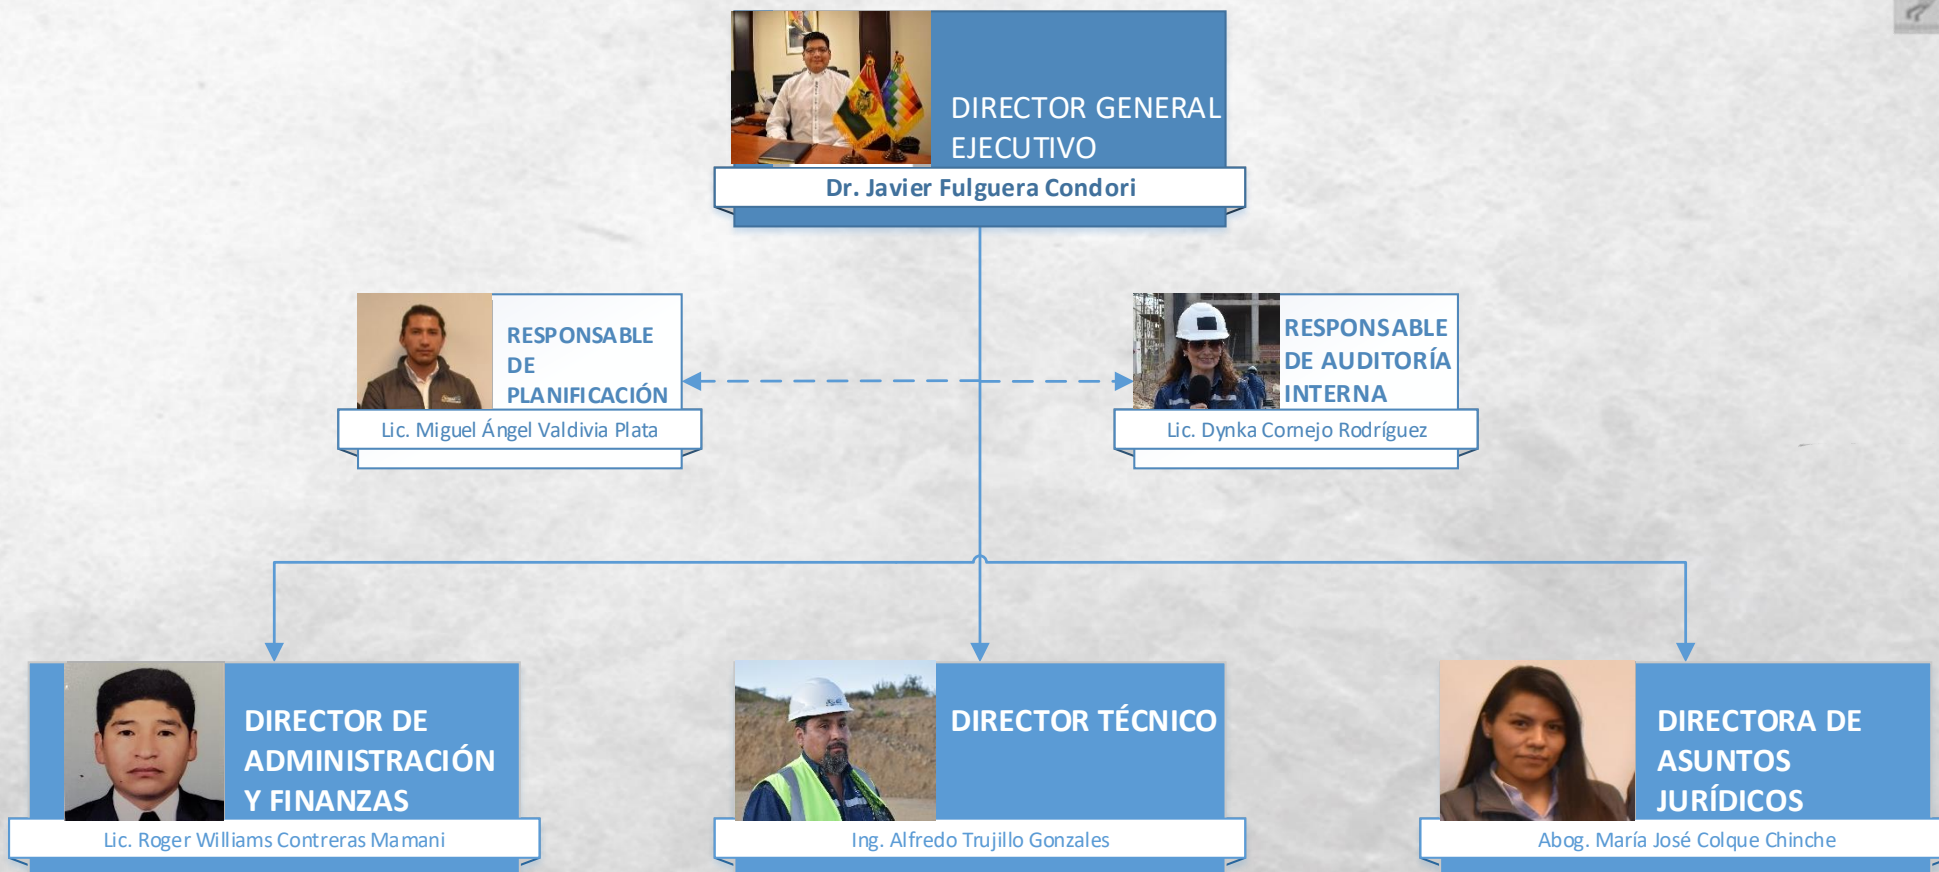 DIRECTOR GENERAL
EJECUTIVO
Dr. Javier Fulguera Condori
RESPONSABLE
DE
PLANIFICACIÓN
Lic. Miguel Ángel Valdivia Plata
RESPONSABLE
DE AUDITORÍA
INTERNA
Lic. Dynka Cornejo Rodríguez
DIRECTOR DE
ADMINISTRACIÓN
Y FINANZAS
Lic. Roger Williams Contreras Mamani
DIRECTOR TÉCNICO
Ing. Alfredo Trujillo Gonzales
DIRECTORA DE
ASUNTOS
JURÍDICOS
Abog. María José Colque Chinche